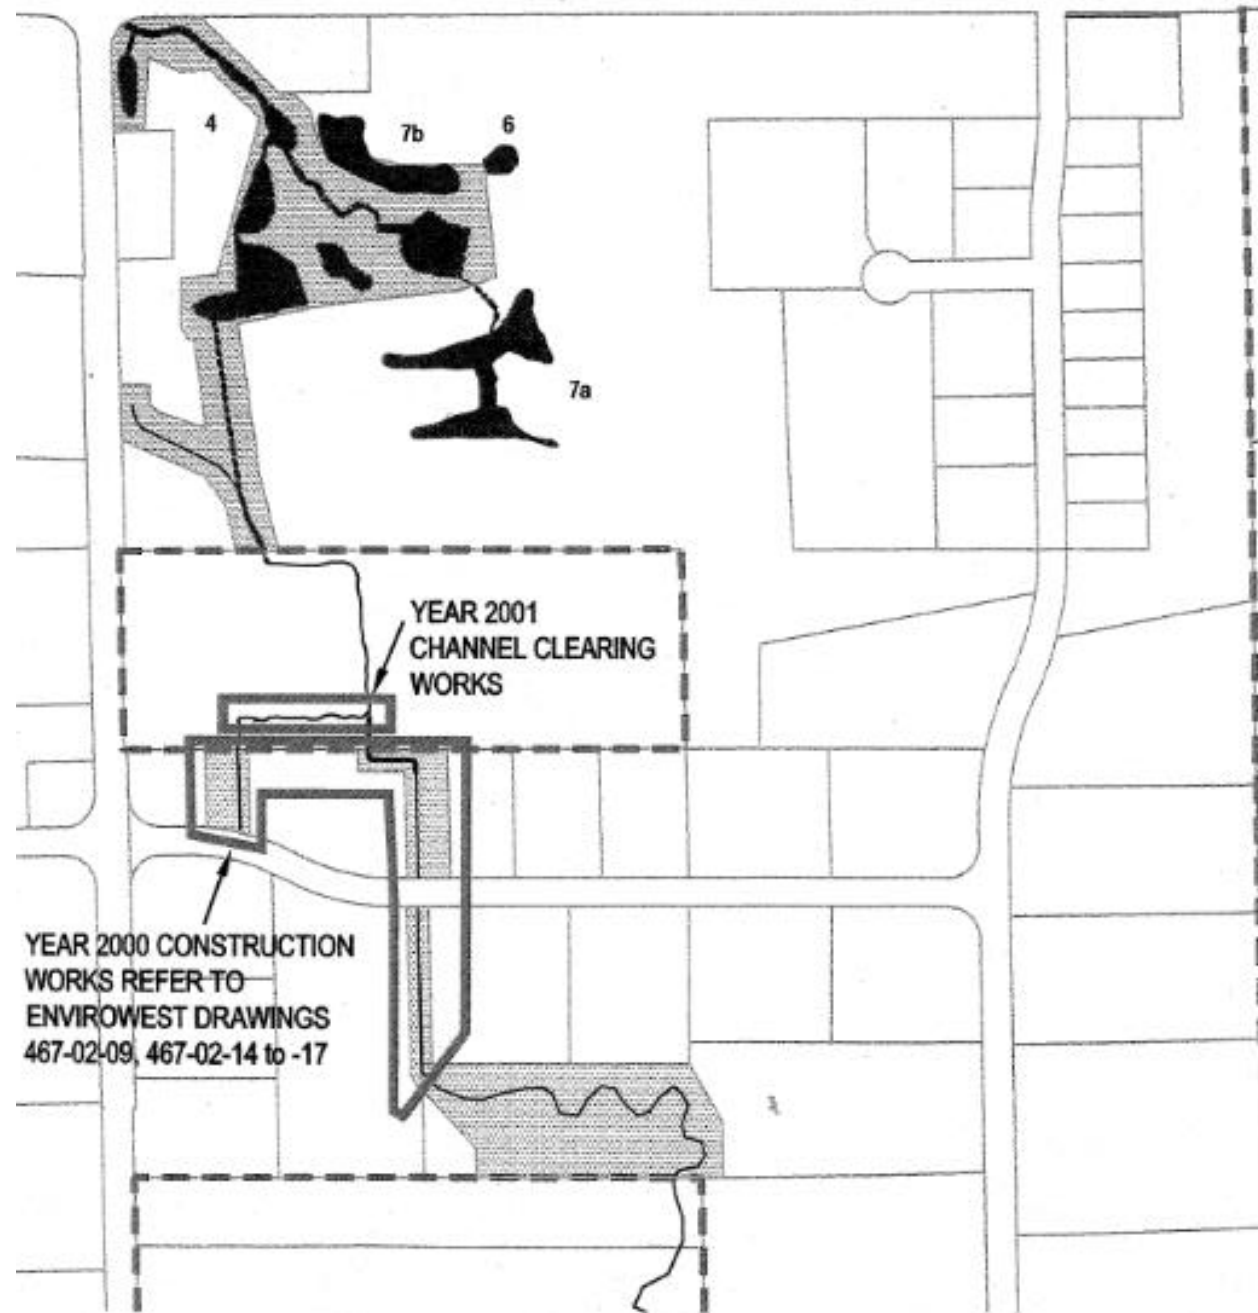 4
7b
6
7a
YEAR 2001
CHANNEL CLEARING
WORKS
YEAR 2000 CONSTRUCTION
WORKS REFER TO
ENVIROWEST DRAWINGS
467-02-09, 467-02-14 to -17